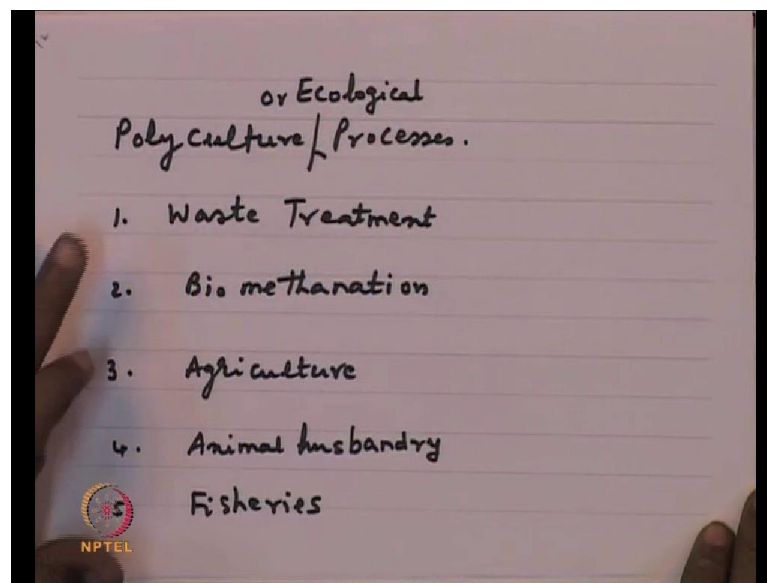 or Ecological
Polyculture/Processes.
1. Waste Treatment
2. Bio methanation
3. Agriculture
4. Animal husbandry
5 Fisheries
NPTEL